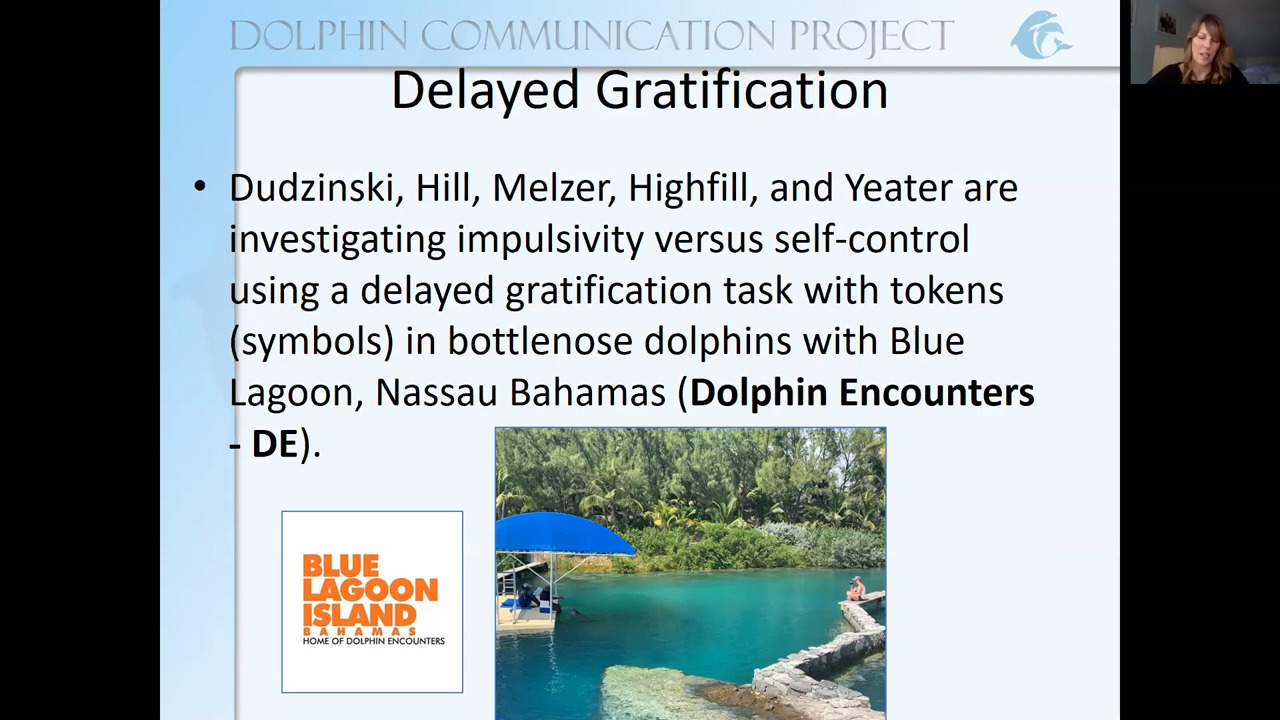 DOLPHIN COMMUNICATION PROJECT
Delayed Gratification
• Dudzinski, Hill, Melzer, Highfill, and Yeater are
investigating impulsivity versus self-control
using a delayed gratification task with tokens
(symbols) in bottlenose dolphins with Blue
Lagoon, Nassau Bahamas (Dolphin Encounters
- DE).
BLUE
LAGOON
ISLAND
BAHAMAS
HOME OF DOLPHIN ENCOUNTERS